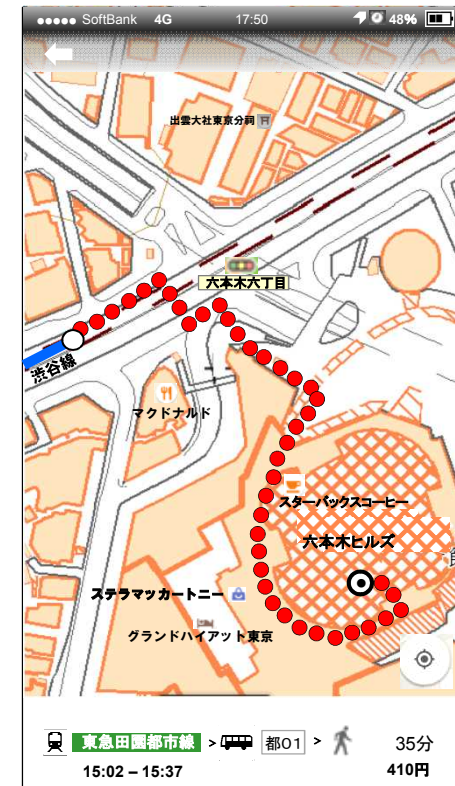 ●●●●● SoftBank 4G 17:50 48%
出雲大社東京分祠
六本木六丁目
渋谷線
マクドナルド
スターバックスコーヒー
六本木ヒルズ
ステラマッカートニー
グランドハイアット東京
東急田園都市線 > 都01 > 35分
15:02 – 15:37 410円